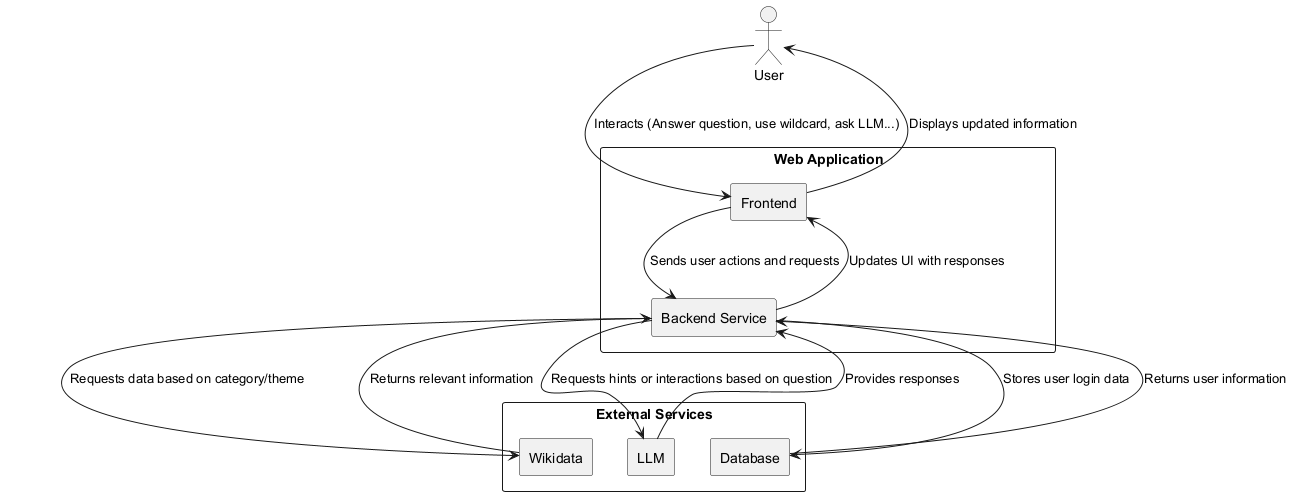 User
Interacts (Answer question, use wildcard, ask LLM...)
Displays updated information
Web Application
Frontend
Sends user actions and requests
Updates UI with responses
Backend Service
Requests data based on category/theme
Returns relevant information
Requests hints or interactions based on question
Provides responses
Stores user login data
Returns user information
External Services
Wikidata
LLM
Database